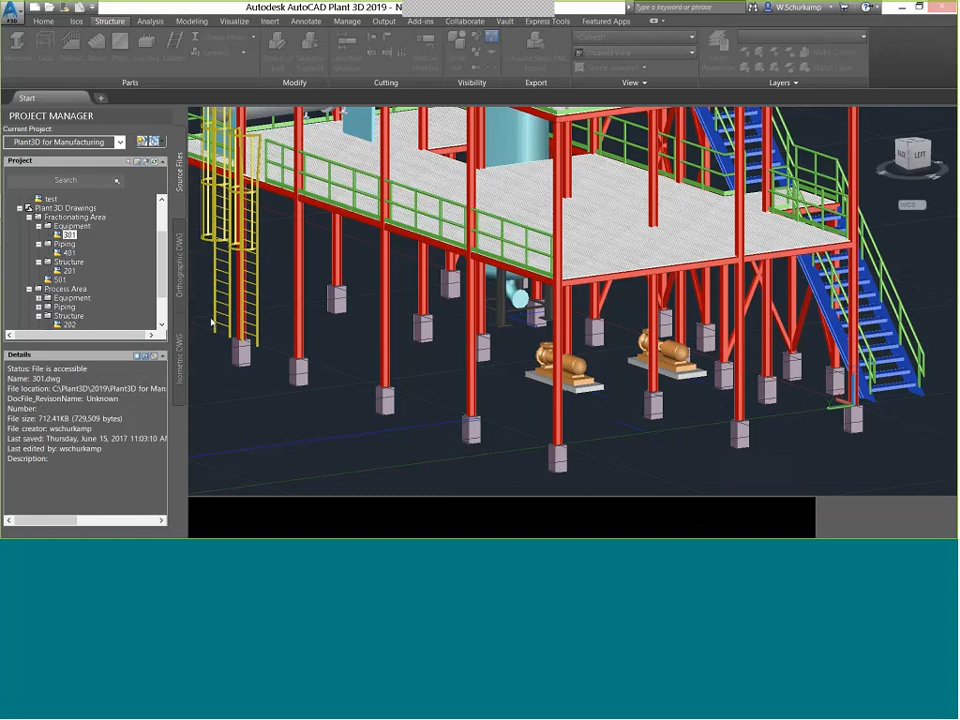 Autodesk AutoCAD Plant 3D 2019 -
Type a keyword or phrase
W.Schurkamp
P3D
Home
Isos
Structure
Analysis
Modeling
Visualize
Insert
Annotate
Manage
Output
Add-ins
Collaborate
Vault
Express Tools
Featured Apps
Parts
Modify
Cutting
Visibility
Export
View
Layers
Start
PROJECT MANAGER
Current Project:
Plant3D for Manufacturing
Project
Search
test
Plant 3D Drawings
Fractionating Area
Equipment
301
Piping
401
Structure
201
501
Process Area
Equipment
Piping
Structure
202
Source Files
Orthographic DWG
Isometric DWG
Details
Status: File is accessible
Name: 301.dwg
File location: C:\Plant3D\2019\Plant3D for Man
DocFile_RevisonName: Unknown
Number:
File size: 712.41KB (729,509 bytes)
File creator: wschurkamp
Last saved: Thursday, June 15, 2017 11:03:10 AM
Last edited by: wschurkamp
Description:
BACK
LEFT
WCS